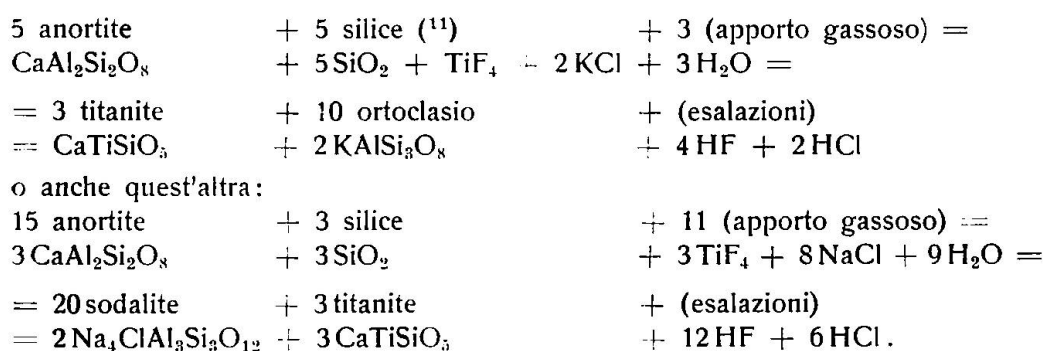 5 anortite + 5 silice (¹¹) + 3 (apporto gassoso) =
CaAl₂Si₂O₈ + 5SiO₂ + TiF₄ - 2KCl + 3H₂O =
= 3 titanite + 10 ortoclasio + (esalazioni)
= CaTiSiO₅ + 2KAlSi₃O₈ + 4HF + 2HCl
o anche quest'altra:
15 anortite + 3 silice + 11 (apporto gassoso) =
3CaAl₂Si₂O₈ + 3SiO₂ + 3TiF₄ + 8NaCl + 9H₂O =
= 20 sodalite + 3 titanite + (esalazioni)
= 2Na₄ClAl₃Si₃O₁₂ + 3CaTiSiO₅ + 12HF + 6HCl.